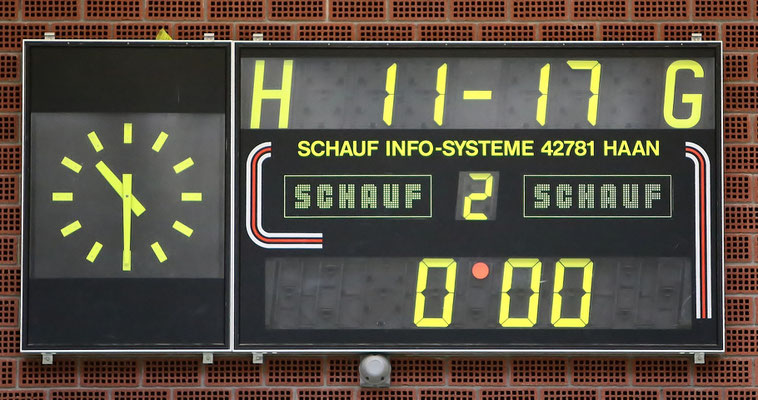 H 11-17 G
SCHAUF INFO-SYSTEME 42781 HAAN
SCHAUF 2 SCHAUF
0:00